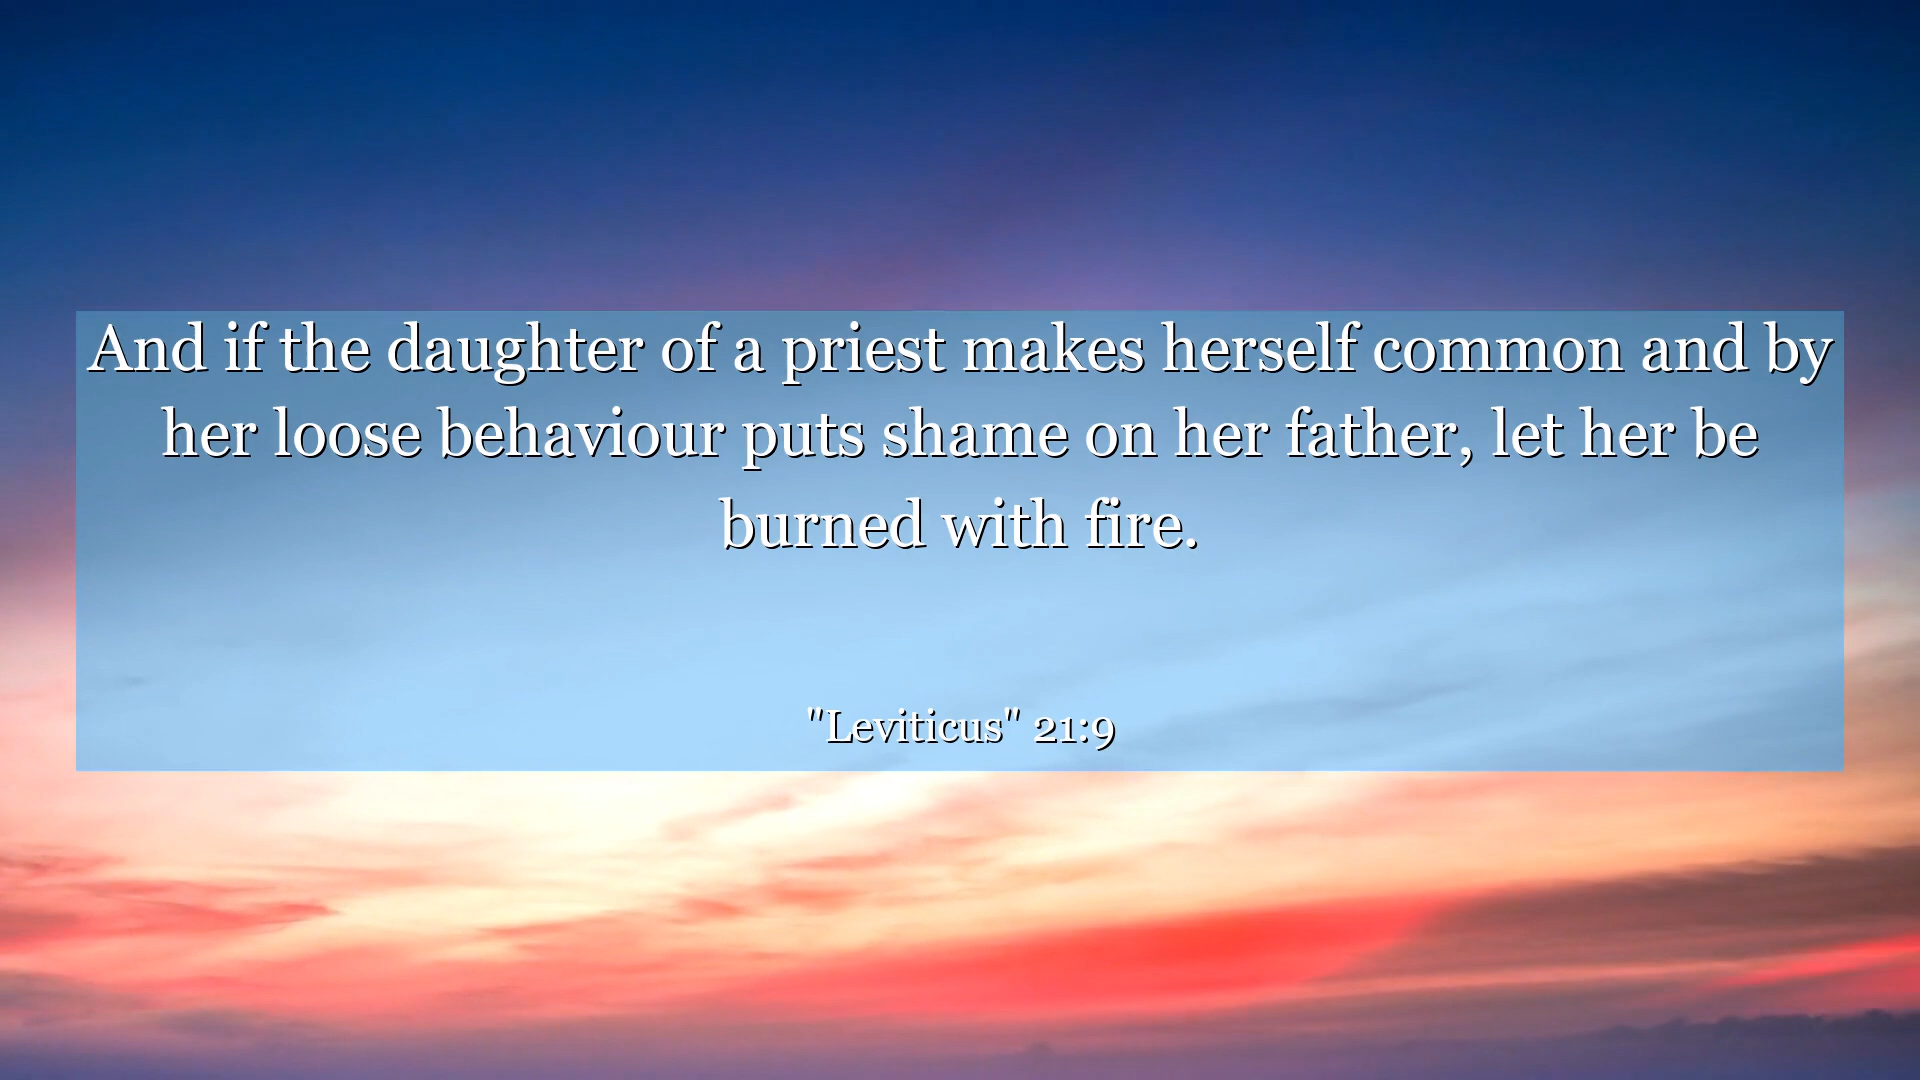 And if the daughter of a priest makes herself common and by
her loose behaviour puts shame on her father, let her be
burned with fire.
"Leviticus" 21:9